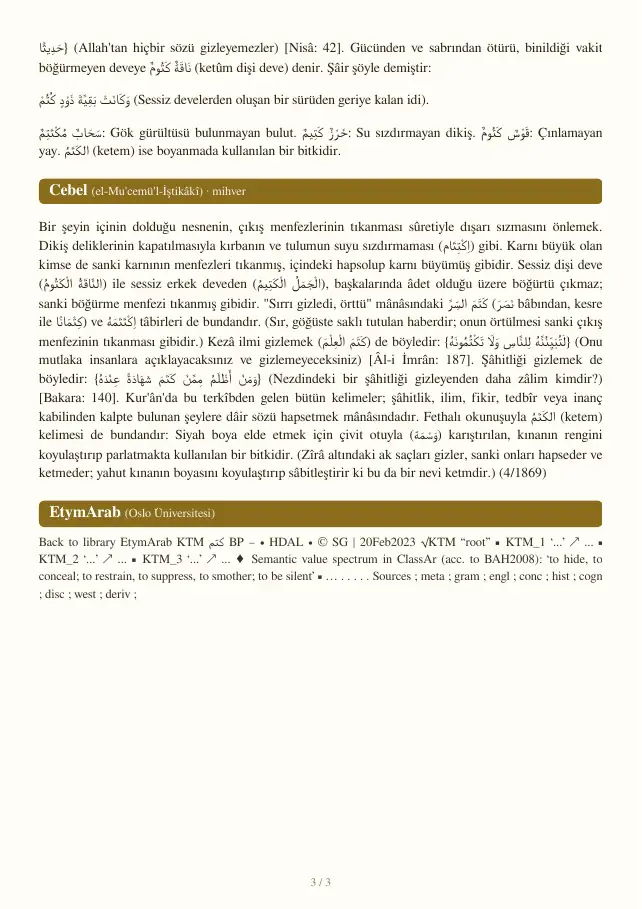 حَدِيثًا} (Allah'tan hiçbir sözü gizleyemezler) [Nisâ: 42]. Gücünden ve sabrından ötürü, binildiği vakit
böğürmeyen deveye نَاقَةٌ كَتُومٌ (ketûm dişi deve) denir. Şâir şöyle demiştir:
وَكَانَتْ بَقِيَّةَ ذَوْدٍ كُتُمْ (Sessiz develerden oluşan bir sürüden geriye kalan idi).
سَحَابٌ مُكْتَتِمٌ: Gök gürültüsü bulunmayan bulut. خَرْزٌ كَتِيمٌ: Su sızdırmayan dikiş. قَوْسٌ كَتُومٌ: Çınlamayan
yay. الكَتَمُ (ketem) ise boyanmada kullanılan bir bitkidir.
Cebel (el-Mu'cemü'l-İştikâkî) · mihver
Bir şeyin içinin dolduğu nesnenin, çıkış menfezlerinin tıkanması sûretiyle dışarı sızmasını önlemek.
Dikiş deliklerinin kapatılmasıyla kırbanın ve tulumun suyu sızdırmaması (اِكْتِتَام) gibi. Karnı büyük olan
kimse de sanki karnının menfezleri tıkanmış, içindeki hapsolup karnı büyümüş gibidir. Sessiz dişi deve
(النَّاقَةُ الْكَتُومُ) ile sessiz erkek deveden (الْجَمَلُ الْكَتِيمُ), başkalarında âdet olduğu üzere böğürtü çıkmaz;
sanki böğürme menfezi tıkanmış gibidir. "Sırrı gizledi, örttü" mânâsındaki كَتَمَ السِّرَّ (نَصَرَ bâbından, kesre
ile كِتْمَانًا) ve اِكْتَتَمَهُ tâbirleri de bundandır. (Sır, göğüste saklı tutulan haberdir; onun örtülmesi sanki çıkış
menfezinin tıkanması gibidir.) Kezâ ilmi gizlemek (كَتَمَ الْعِلْمَ) de böyledir: {لَتُبَيِّنُنَّهُ لِلنَّاسِ وَلَا تَكْتُمُونَهُ} (Onu
mutlaka insanlara açıklayacaksınız ve gizlemeyeceksiniz) [Âl-i İmrân: 187]. Şâhitliği gizlemek de
böyledir: {وَمَنْ أَظْلَمُ مِمَّنْ كَتَمَ شَهَادَةً عِنْدَهُ} (Nezdindeki bir şâhitliği gizleyenden daha zâlim kimdir?)
[Bakara: 140]. Kur'ân'da bu terkîbden gelen bütün kelimeler; şâhitlik, ilim, fikir, tedbîr veya inanç
kabilinden kalpte bulunan şeylere dâir sözü hapsetmek mânâsındadır. Fethalı okunuşuyla الكَتَمُ (ketem)
kelimesi de bundandır: Siyah boya elde etmek için çivit otuyla (وَسْمَة) karıştırılan, kınanın rengini
koyulaştırıp parlatmakta kullanılan bir bitkidir. (Zîrâ altındaki ak saçları gizler, sanki onları hapseder ve
ketmeder; yahut kınanın boyasını koyulaştırıp sâbitleştirir ki bu da bir nevi ketmdir.) (4/1869)
EtymArab (Oslo Üniversitesi)
Back to library EtymArab KTM كتم BP – • HDAL • © SG | 20Feb2023 √KTM “root” ▪ KTM_1 ‘...’ ↗ ... ▪
KTM_2 ‘...’ ↗ ... ▪ KTM_3 ‘...’ ↗ ... ♦ Semantic value spectrum in ClassAr (acc. to BAH2008): ‘to hide, to
conceal; to restrain, to suppress, to smother; to be silent’ ▪ … . . . . . Sources ; meta ; gram ; engl ; conc ; hist ; cogn
; disc ; west ; deriv ;
3 / 3